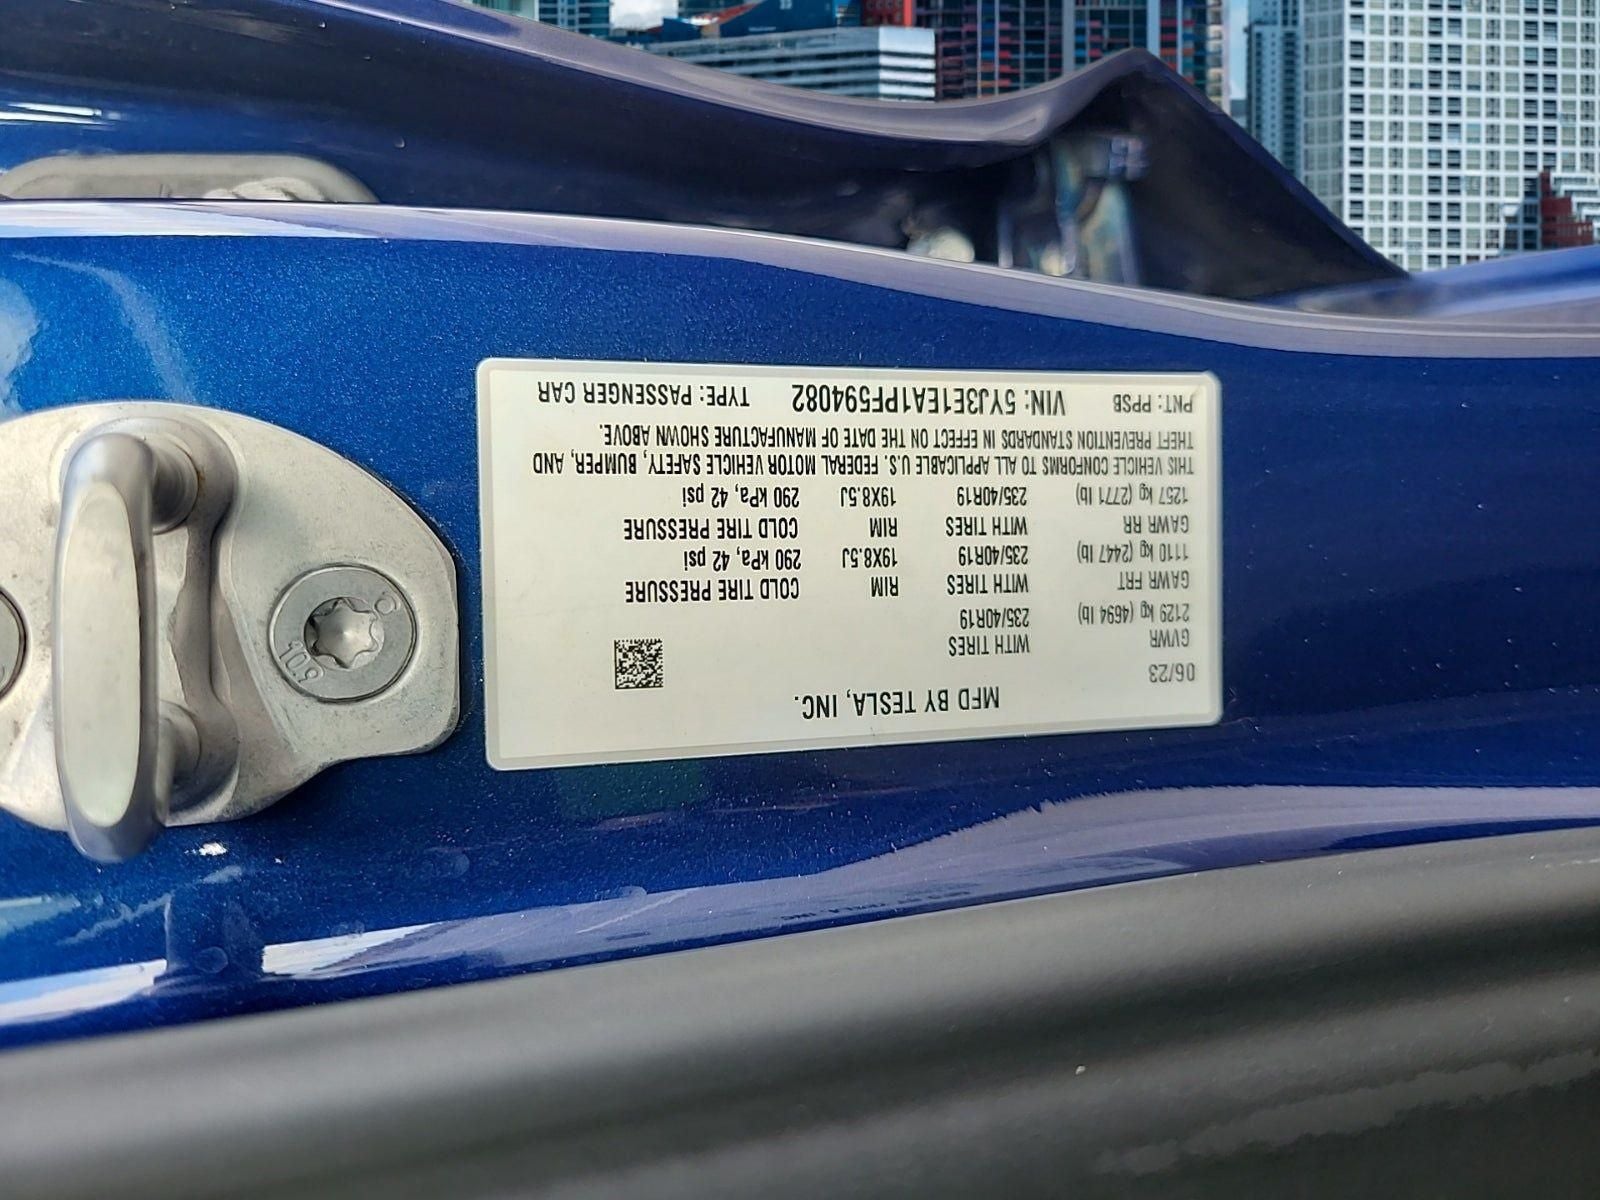 MFD BY TESLA, INC.
06/23
GVWR WITH TIRES
2129 kg (4694 lb) 235/40R19
GAWR FRT WITH TIRES RIM COLD TIRE PRESSURE
1110 kg (2447 lb) 235/40R19 19X8.5J 290 kPa, 42 psi
GAWR RR WITH TIRES RIM COLD TIRE PRESSURE
1257 kg (2771 lb) 235/40R19 19X8.5J 290 kPa, 42 psi
THIS VEHICLE CONFORMS TO ALL APPLICABLE U.S. FEDERAL MOTOR VEHICLE SAFETY, BUMPER, AND
THEFT PREVENTION STANDARDS IN EFFECT ON THE DATE OF MANUFACTURE SHOWN ABOVE.
PNT: PPSB VIN: 5YJ3E1EA1PF594082 TYPE: PASSENGER CAR
10.9